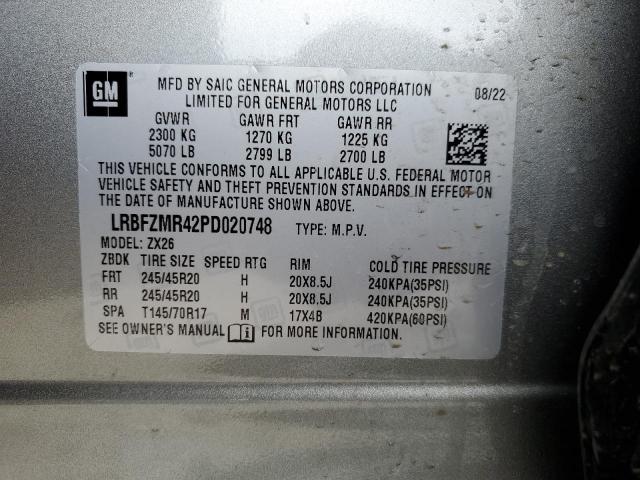 GM
MFD BY SAIC GENERAL MOTORS CORPORATION 08/22
LIMITED FOR GENERAL MOTORS LLC
GVWR GAWR FRT GAWR RR
2300 KG 1270 KG 1225 KG
5070 LB 2799 LB 2700 LB
THIS VEHICLE CONFORMS TO ALL APPLICABLE U.S. FEDERAL MOTOR
VEHICLE SAFETY AND THEFT PREVENTION STANDARDS IN EFFECT ON
THE DATE OF MANUFACTURE SHOWN ABOVE.
LRBFZMR42PD020748 TYPE: M.P.V.
MODEL: ZX26
ZBDK TIRE SIZE SPEED RTG RIM COLD TIRE PRESSURE
FRT 245/45R20 H 20X8.5J 240KPA(35PSI)
RR 245/45R20 H 20X8.5J 240KPA(35PSI)
SPA T145/70R17 M 17X4B 420KPA(60PSI)
SEE OWNER'S MANUAL i FOR MORE INFORMATION.